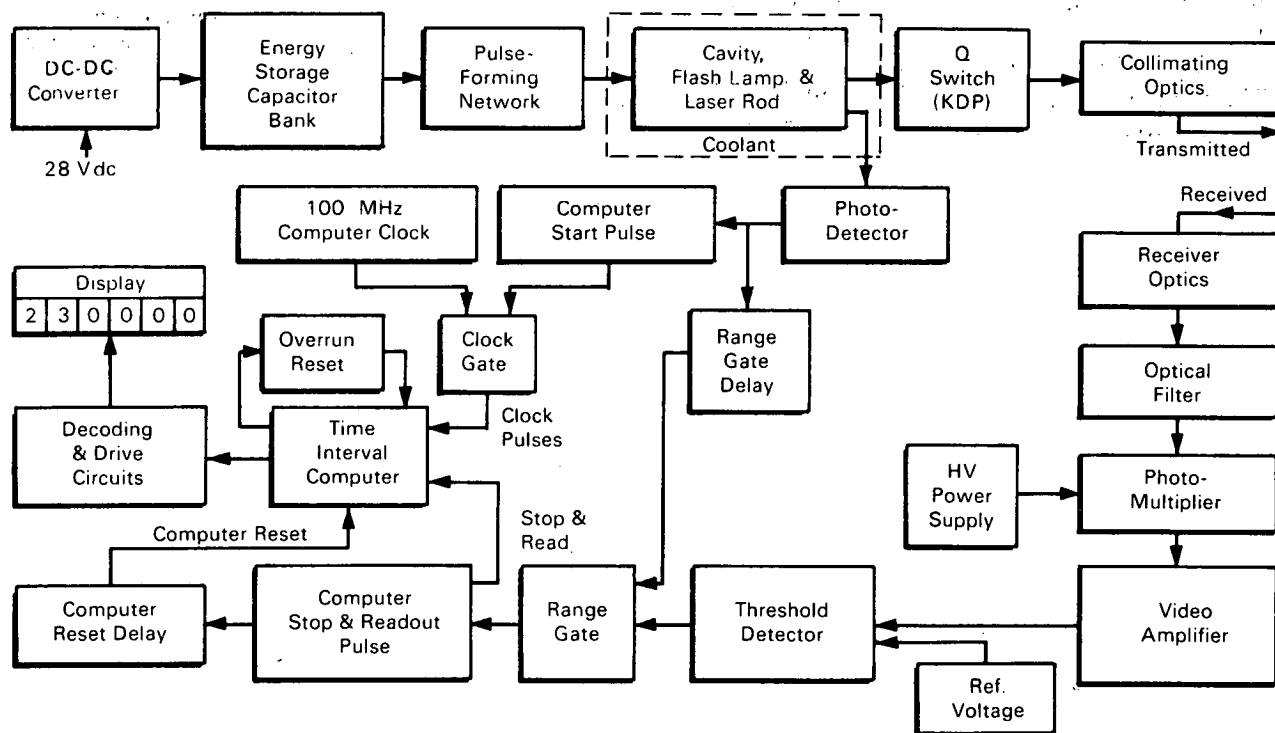 DC-DC
Converter
28 Vdc
Energy
Storage
Capacitor
Bank
Pulse-
Forming
Network
Cavity,
Flash Lamp &
Laser Rod
Coolant
Q
Switch
(KDP)
Collimating
Optics
Transmitted
100 MHz
Computer Clock
Computer
Start Pulse
Photo-
Detector
Received
Receiver
Optics
Display
2 3 0 0 0 0
Overrun
Reset
Clock
Gate
Range
Gate
Delay
Optical
Filter
Clock
Pulses
Decoding
& Drive
Circuits
Time
Interval
Computer
HV
Power
Supply
Photo-
Multiplier
Computer Reset
Stop &
Read
Computer
Reset Delay
Computer
Stop & Readout
Pulse
Range
Gate
Threshold
Detector
Video
Amplifier
Ref.
Voltage